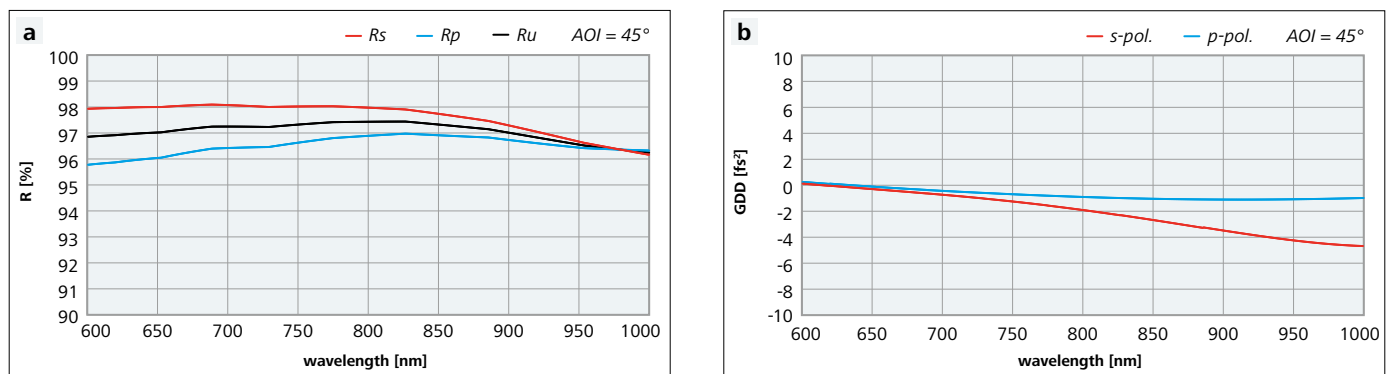 a
Rs Rp Ru AOI = 45°
100
99
98
97
96
95
94
93
92
91
90
R [%]
600 650 700 750 800 850 900 950 1000
wavelength [nm]
b
s-pol. p-pol. AOI = 45°
10
8
6
4
2
0
-2
-4
-6
-8
-10
GDD [fs²]
600 650 700 750 800 850 900 950 1000
wavelength [nm]